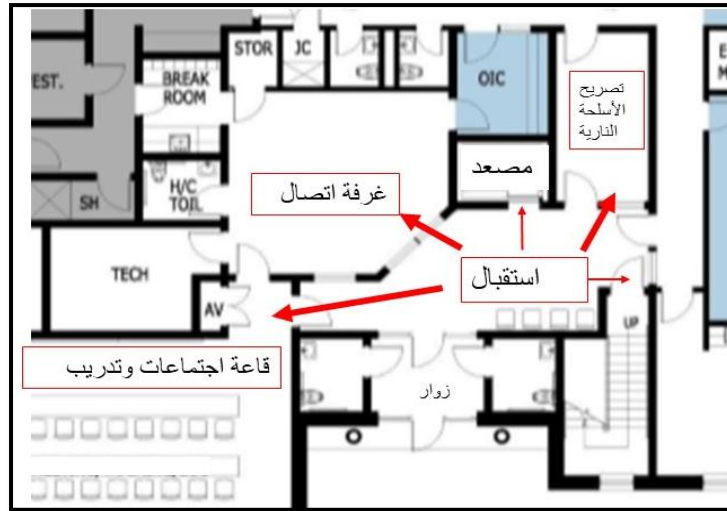 STOR
JC
EST.
BREAK
ROOM
OIC
تصريح
الأسلحة
النارية
مصعد
H/C
TOIL
غرفة اتصال
SH
TECH
استقبال
AV
UP
قاعة اجتماعات وتدريب
زوار